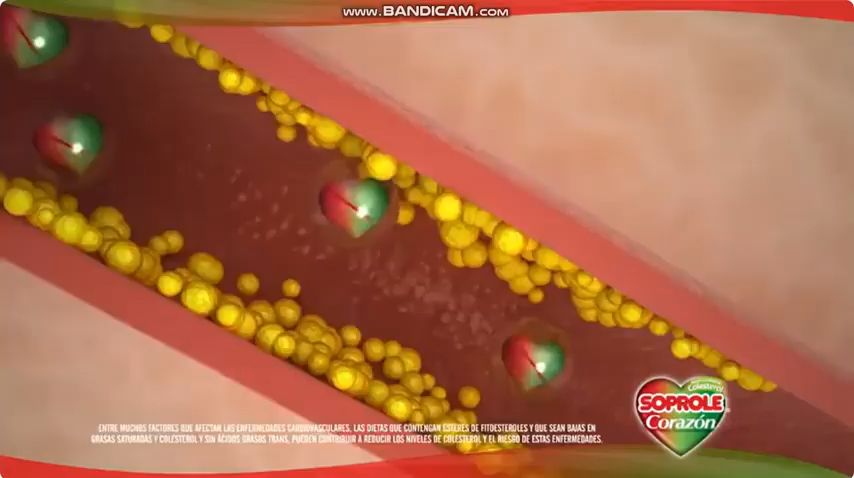 WWW.BANDICAM.COM
Colesterol
SOPROLE
Corazón
ENTRE MUCHOS FACTORES QUE AFECTAN LAS ENFERMEDADES CARDIOVASCULARES, LAS DIETAS QUE CONTENGAN ESTERES DE FITOESTEROLES Y QUE SEAN BAJAS EN
GRASAS SATURADAS Y COLESTEROL Y SIN ÁCIDOS GRASOS TRANS, PUEDEN CONTRIBUIR A REDUCIR LOS NIVELES DE COLESTEROL Y EL RIESGO DE ESTAS ENFERMEDADES.